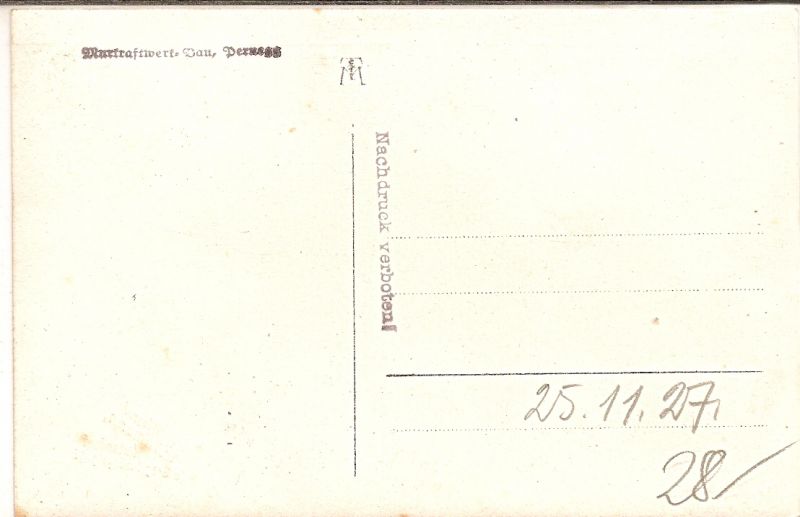 Murkraftwerk-Bau, Pernegg
Nachdruck verboten!
25.11.27.
28